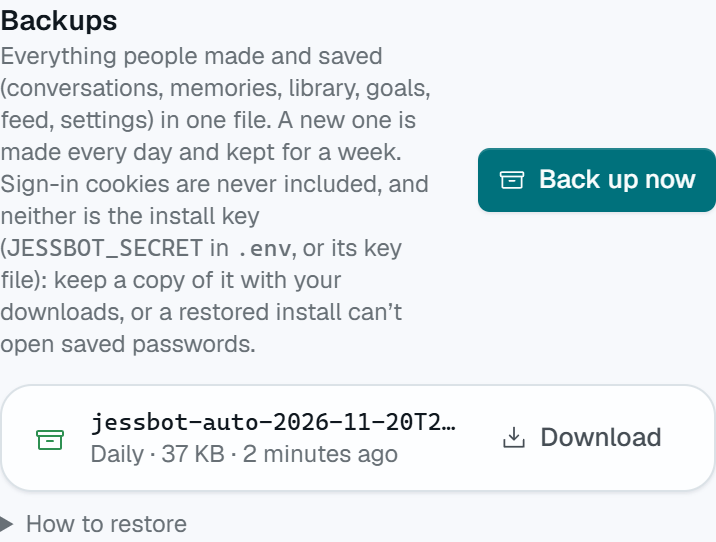 Backups
Everything people made and saved
(conversations, memories, library, goals,
feed, settings) in one file. A new one is
made every day and kept for a week.
Sign-in cookies are never included, and
neither is the install key
(JESSBOT_SECRET in .env, or its key
file): keep a copy of it with your
downloads, or a restored install can’t
open saved passwords.
Back up now
jessbot-auto-2026-11-20T2…
Daily · 37 KB · 2 minutes ago
Download
How to restore